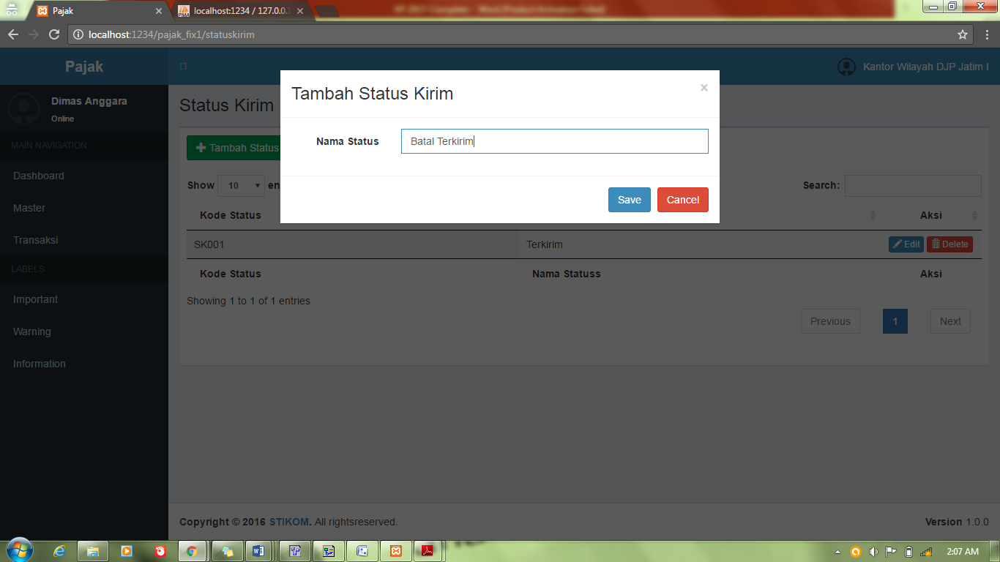 Pajak
localhost:1234 / 127.0.0.1
localhost:1234/pajak_fix1/statuskirim
Pajak
Kantor Wilayah DJP Jatim I
Dimas Anggara
Online
MAIN NAVIGATION
Dashboard
Master
Transaksi
LABELS
Important
Warning
Information
Status Kirim
Tambah Status
Tambah Status Kirim
×
Nama Status
Batal Terkirim
Save
Cancel
Show 10 en
Search:
Kode Status
Aksi
SK001
Terkirim
Edit
Delete
Kode Status
Nama Statuss
Aksi
Showing 1 to 1 of 1 entries
Previous
1
Next
Copyright © 2016 STIKOM. All rightsreserved.
Version 1.0.0
2:07 AM